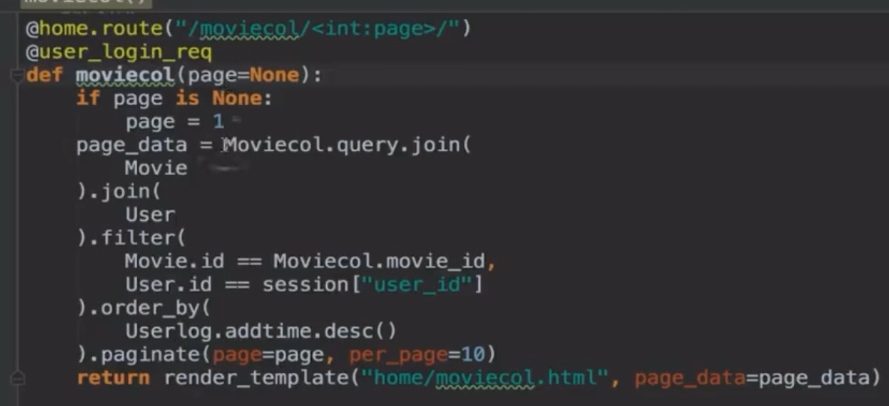 moviecol()
@home.route("/moviecol/<int:page>/")
@user_login_req
def moviecol(page=None):
    if page is None:
        page = 1
    page_data = Moviecol.query.join(
        Movie
    ).join(
        User
    ).filter(
        Movie.id == Moviecol.movie_id,
        User.id == session["user_id"]
    ).order_by(
        Userlog.addtime.desc()
    ).paginate(page=page, per_page=10)
    return render_template("home/moviecol.html", page_data=page_data)